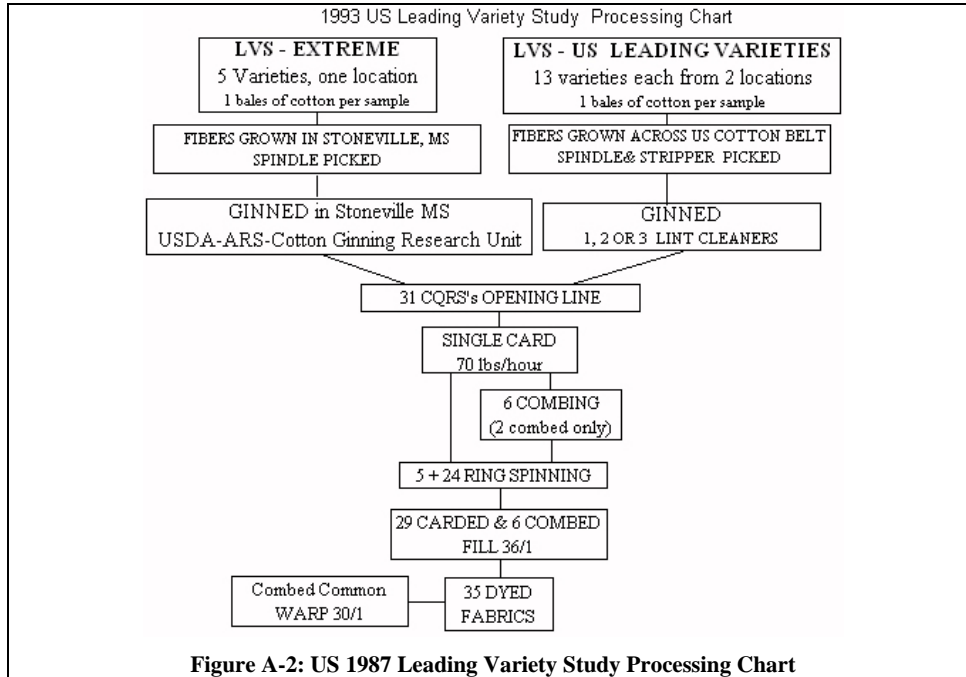 1993 US Leading Variety Study Processing Chart
LVS - EXTREME
5 Varieties, one location
1 bales of cotton per sample
LVS - US LEADING VARIETIES
13 varieties each from 2 locations
1 bales of cotton per sample
FIBERS GROWN IN STONEVILLE, MS
SPINDLE PICKED
FIBERS GROWN ACROSS US COTTON BELT
SPINDLE& STRIPPER PICKED
GINNED in Stoneville MS
USDA-ARS-Cotton Ginning Research Unit
GINNED
1, 2 OR 3 LINT CLEANERS
31 CQRS's OPENING LINE
SINGLE CARD
70 lbs/hour
6 COMBING
(2 combed only)
5 + 24 RING SPINNING
29 CARDED & 6 COMBED
FILL 36/1
Combed Common
WARP 30/1
35 DYED
FABRICS
Figure A-2: US 1987 Leading Variety Study Processing Chart